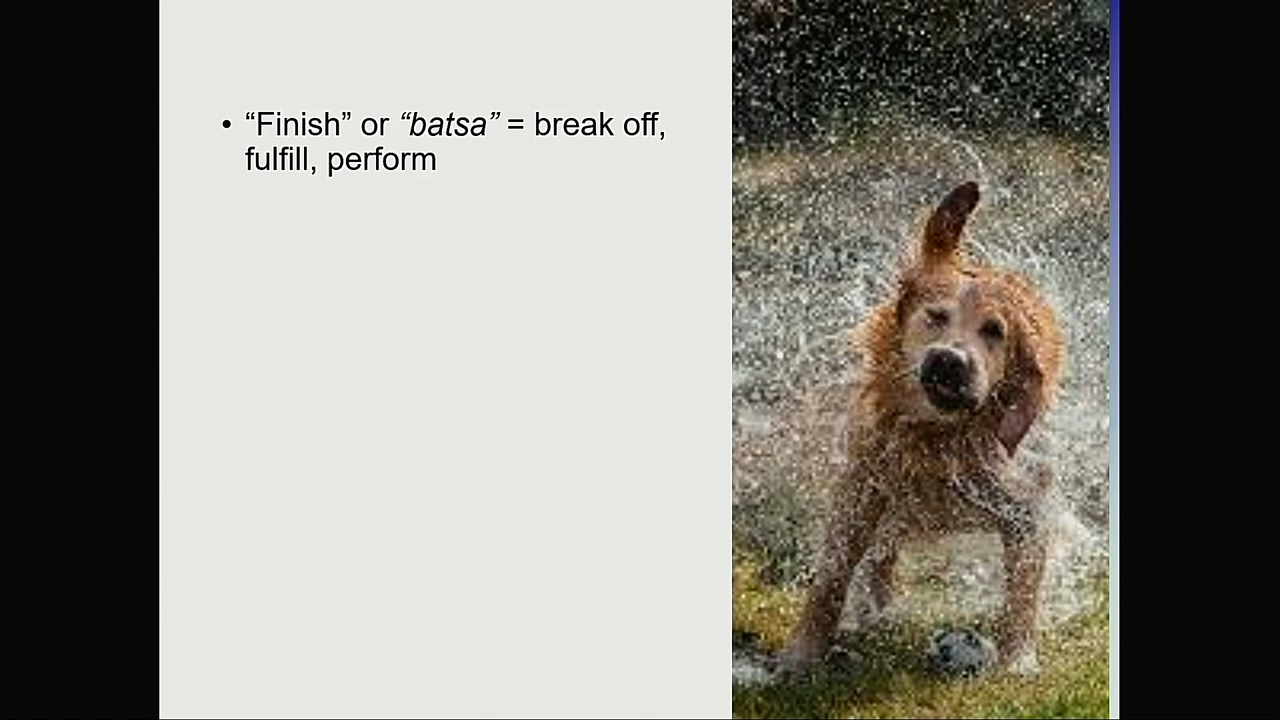 • “Finish” or “batsa” = break off,
fulfill, perform